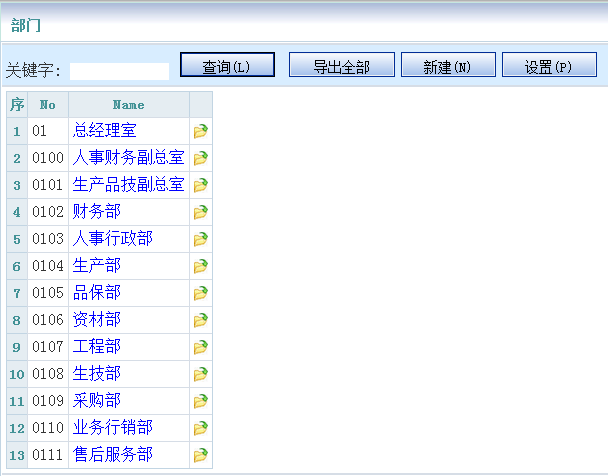 部门
关键字: 查询(L) 导出全部 新建(N) 设置(P)
序 No Name
1 01 总经理室
2 0100 人事财务副总室
3 0101 生产品技副总室
4 0102 财务部
5 0103 人事行政部
6 0104 生产部
7 0105 品保部
8 0106 资材部
9 0107 工程部
10 0108 生技部
11 0109 采购部
12 0110 业务行销部
13 0111 售后服务部